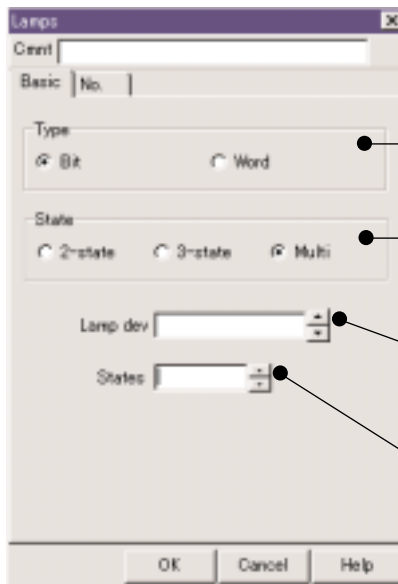 Lamps
Cmnt
Basic No.
Type
Bit Word
State
2-state 3-state Multi
Lamp dev
States
OK Cancel Help